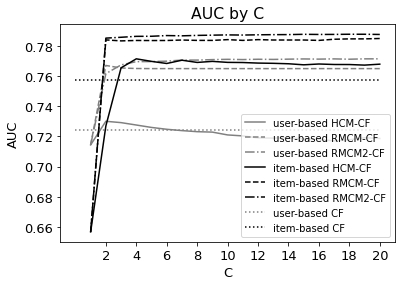 AUC by C
AUC
0.78
0.76
0.74
0.72
0.70
0.68
0.66
user-based HCM-CF
user-based RMCM-CF
user-based RMCM2-CF
item-based HCM-CF
item-based RMCM-CF
item-based RMCM2-CF
user-based CF
item-based CF
2 4 6 8 10 12 14 16 18 20
C